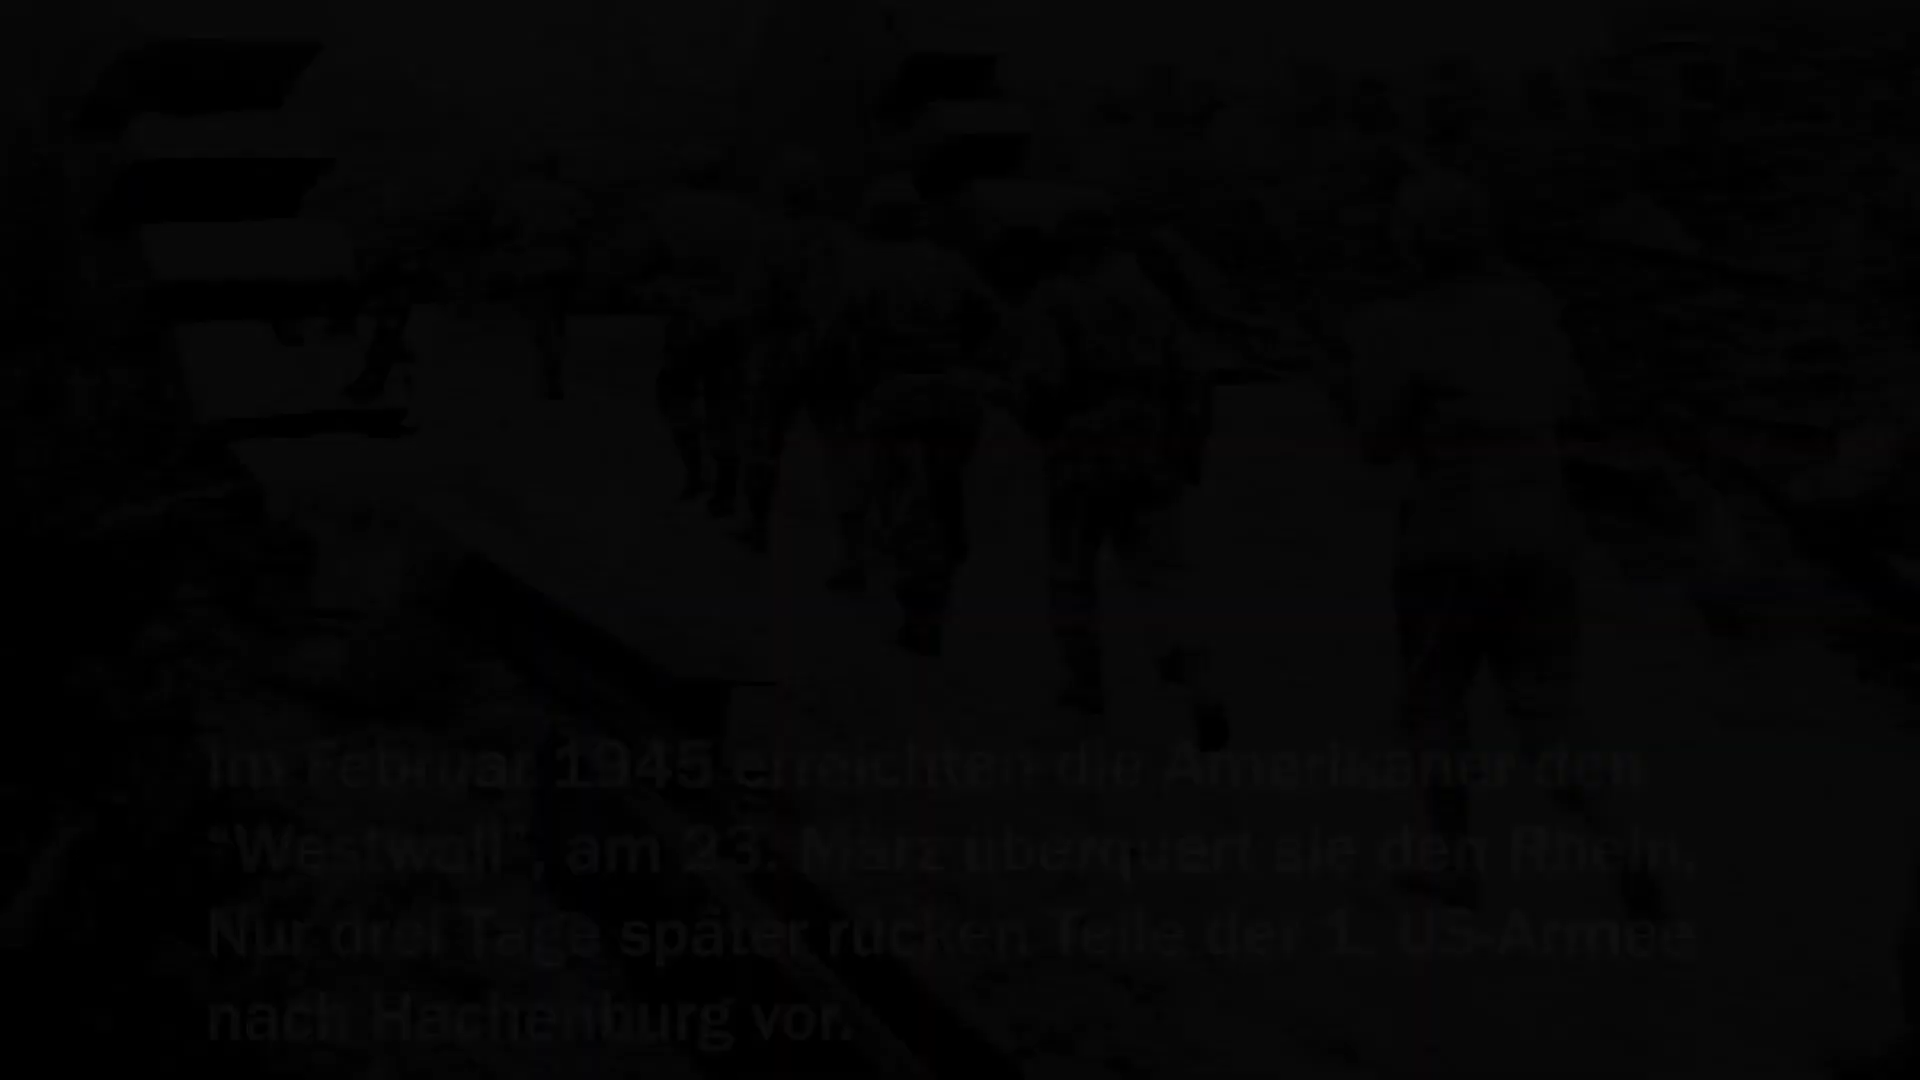 Im Februar 1945 erreichten die Amerikaner den
"Westwall", am 23. März überquert sie den Rhein.
Nur drei Tage später rücken Teile der 1. US-Armee
nach Hachenburg vor.